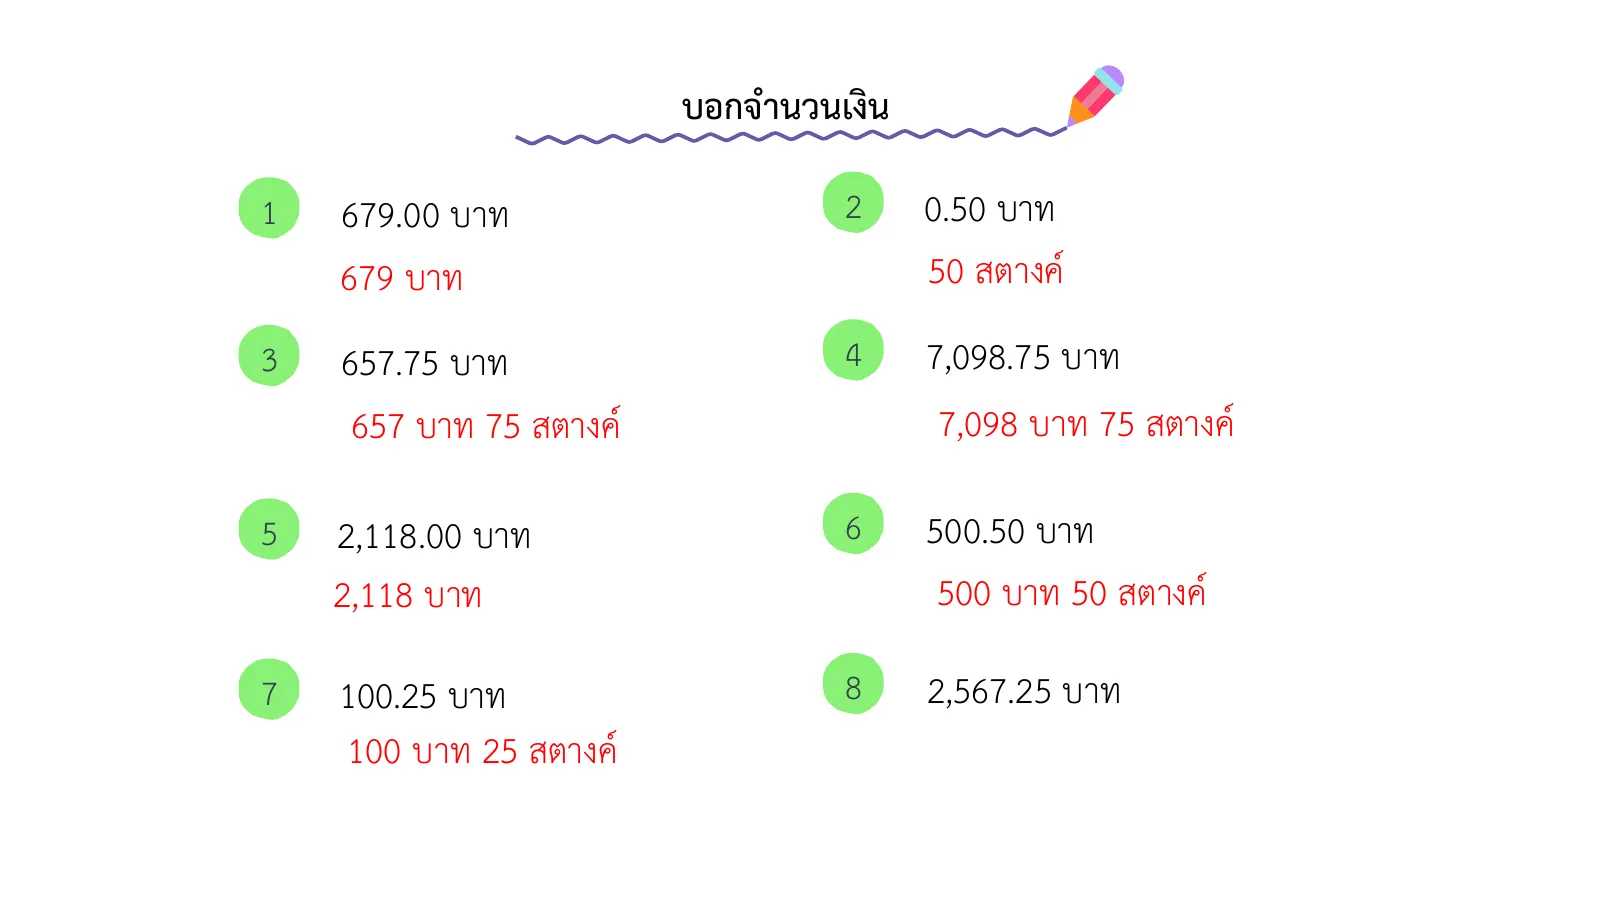 บอกจำนวนเงิน
1 679.00 บาท
679 บาท
2 0.50 บาท
50 สตางค์
3 657.75 บาท
657 บาท 75 สตางค์
4 7,098.75 บาท
7,098 บาท 75 สตางค์
5 2,118.00 บาท
2,118 บาท
6 500.50 บาท
500 บาท 50 สตางค์
7 100.25 บาท
100 บาท 25 สตางค์
8 2,567.25 บาท